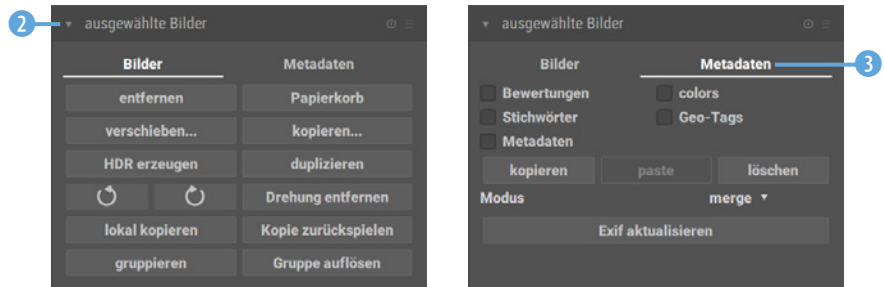 2 ausgewählte Bilder
Bilder Metadaten
entfernen Papierkorb
verschieben... kopieren...
HDR erzeugen duplizieren
Drehung entfernen
lokal kopieren Kopie zurückspielen
gruppieren Gruppe auflösen
ausgewählte Bilder
Bilder Metadaten 3
Bewertungen colors
Stichwörter Geo-Tags
Metadaten
kopieren paste löschen
Modus merge
Exif aktualisieren